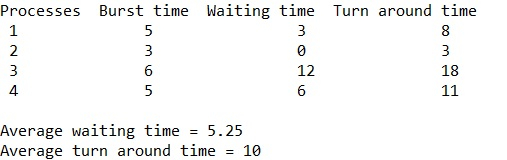 Processes Burst time Waiting time Turn around time
1 5 3 8
2 3 0 3
3 6 12 18
4 5 6 11
Average waiting time = 5.25
Average turn around time = 10